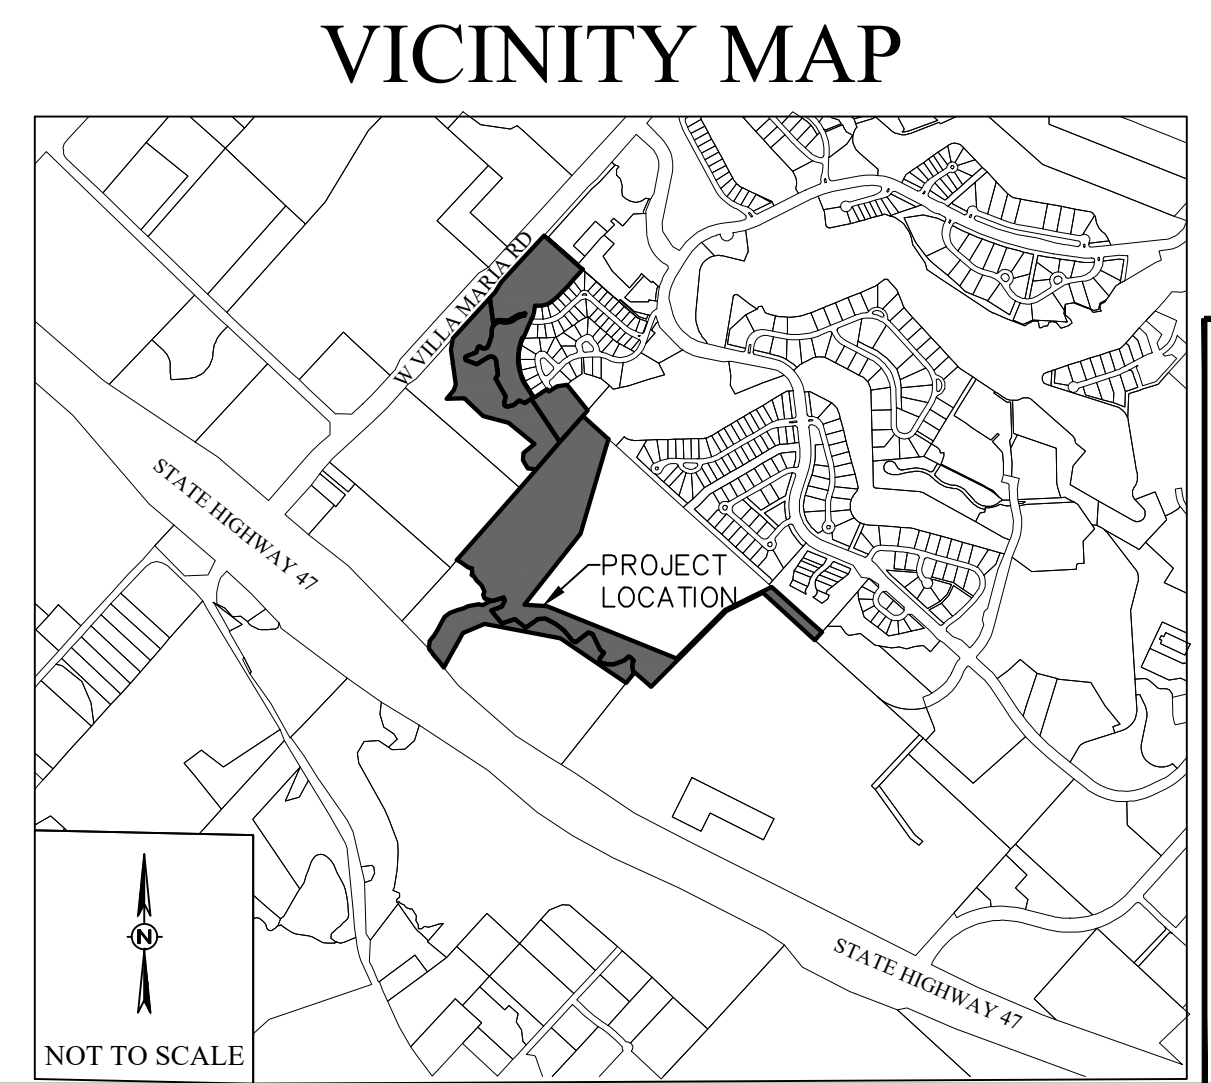 VICINITY MAP
W VILLA MARIA RD
STATE HIGHWAY 47
PROJECT
LOCATION
STATE HIGHWAY 47
N
NOT TO SCALE